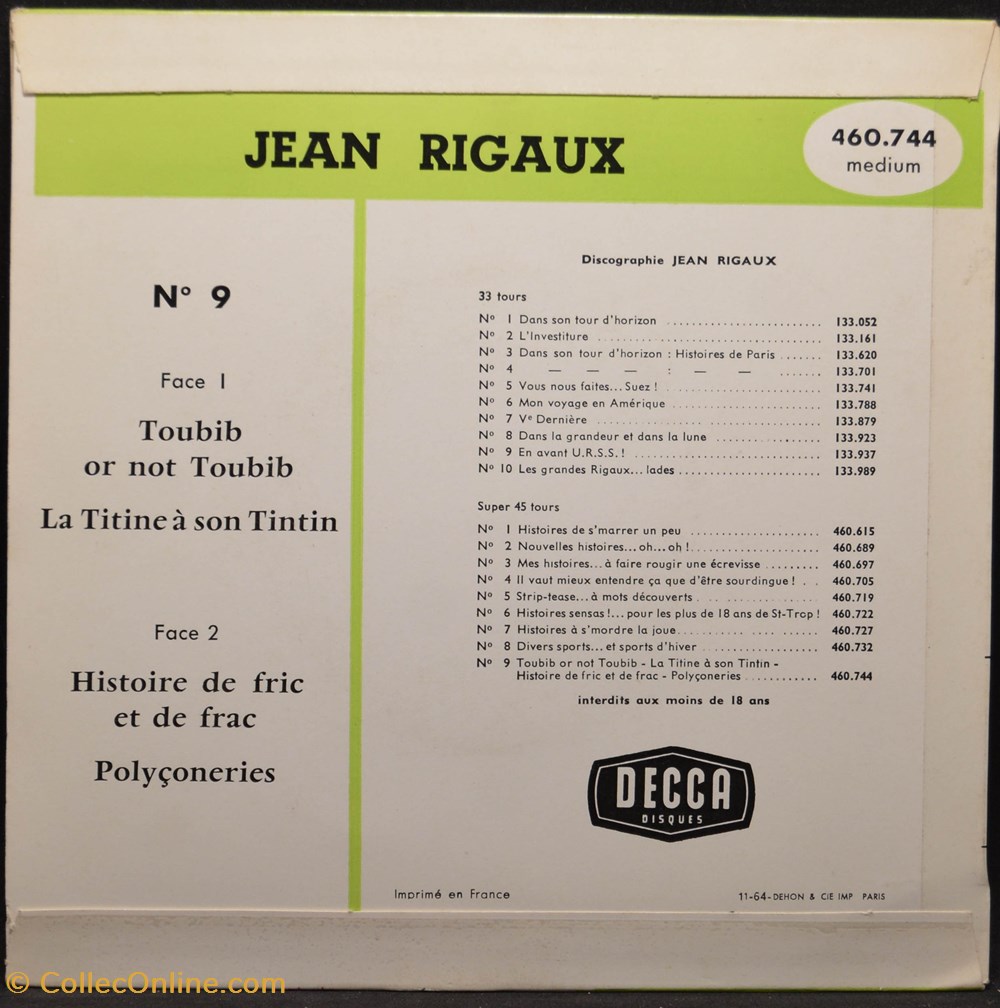 JEAN RIGAUX
460.744
medium
N° 9
Face 1
Toubib
or not Toubib
La Titine à son Tintin
Face 2
Histoire de fric
et de frac
Polyçoneries
Discographie JEAN RIGAUX
33 tours
N° 1 Dans son tour d'horizon ........................ 133.052
N° 2 L'Investiture .................................. 133.161
N° 3 Dans son tour d'horizon : Histoires de Paris ....... 133.620
N° 4 — — — : — — ....... 133.701
N° 5 Vous nous faites... Suez ! ........................ 133.741
N° 6 Mon voyage en Amérique ....................... 133.788
N° 7 Ve Dernière ................................... 133.879
N° 8 Dans la grandeur et dans la lune ................. 133.923
N° 9 En avant U.R.S.S. ! ............................. 133.937
N° 10 Les grandes Rigaux... lades ...................... 133.989
Super 45 tours
N° 1 Histoires de s'marrer un peu .................... 460.615
N° 2 Nouvelles histoires... oh... oh ! .................... 460.689
N° 3 Mes histoires... à faire rougir une écrevisse ......... 460.697
N° 4 Il vaut mieux entendre ça que d'être sourdingue ! . . 460.705
N° 5 Strip-tease... à mots découverts . .. ................ 460.719
N° 6 Histoires sensas !... pour les plus de 18 ans de St-Trop ! 460.722
N° 7 Histoires à s'mordre la joue........... .... ...... 460.727
N° 8 Divers sports... et sports d'hiver .................. 460.732
N° 9 Toubib or not Toubib - La Titine à son Tintin -
Histoire de fric et de frac - Polyçoneries ........... 460.744
interdits aux moins de 18 ans
DECCA
DISQUES
Imprimé en France
11-64-DEHON & CIE IMP PARIS
© CollecOnline.com